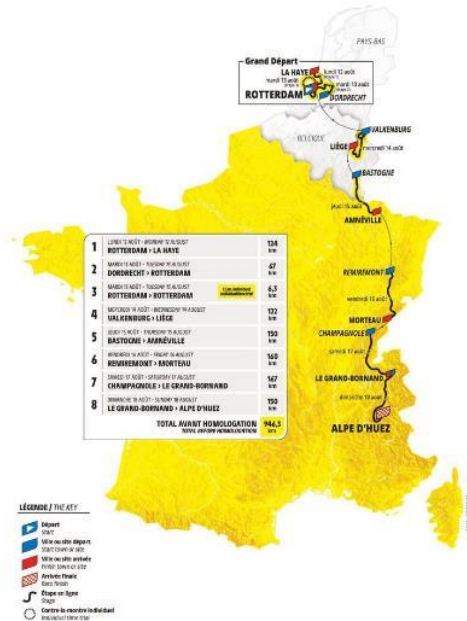 PAYS-BAS
Grand Départ
LA HAYE
lundi 12 août
mardi 13 août
mardi 13 août
ROTTERDAM
DORDRECHT
BELGIQUE
VALKENBURG
LIÈGE
mercredi 14 août
BASTOGNE
jeudi 15 août
AMNÉVILLE
REMIREMONT
vendredi 16 août
MORTEAU
CHAMPAGNOLE
samedi 17 août
LE GRAND-BORNAND
dimanche 18 août
ALPE D'HUEZ
1 LUNDI 12 AOÛT - MONDAY 12 AUGUST
ROTTERDAM > LA HAYE 124 km
2 MARDI 13 AOÛT - TUESDAY 13 AUGUST
DORDRECHT > ROTTERDAM 67 km
3 MARDI 13 AOÛT - TUESDAY 13 AUGUST
ROTTERDAM > ROTTERDAM 6,3 km
4 MERCREDI 14 AOÛT - WEDNESDAY 14 AUGUST
VALKENBURG > LIÈGE 122 km
5 JEUDI 15 AOÛT - THURSDAY 15 AUGUST
BASTOGNE > AMNÉVILLE 150 km
6 VENDREDI 16 AOÛT - FRIDAY 16 AUGUST
REMIREMONT > MORTEAU 160 km
7 SAMEDI 17 AOÛT - SATURDAY 17 AUGUST
CHAMPAGNOLE > LE GRAND-BORNAND 167 km
8 DIMANCHE 18 AOÛT - SUNDAY 18 AUGUST
LE GRAND-BORNAND > ALPE D'HUEZ 150 km
TOTAL AVANT HOMOLOGATION 946,3 km
TOTAL BEFORE HOMOLOGATION
LÉGENDE / THE KEY
Départ
Start
Ville ou site départ
Start town or site
Ville ou site arrivée
Finish town or site
Arrivée finale
Race finish
Étape en ligne
Stage
Contre-la-montre individuel
Individual time trial